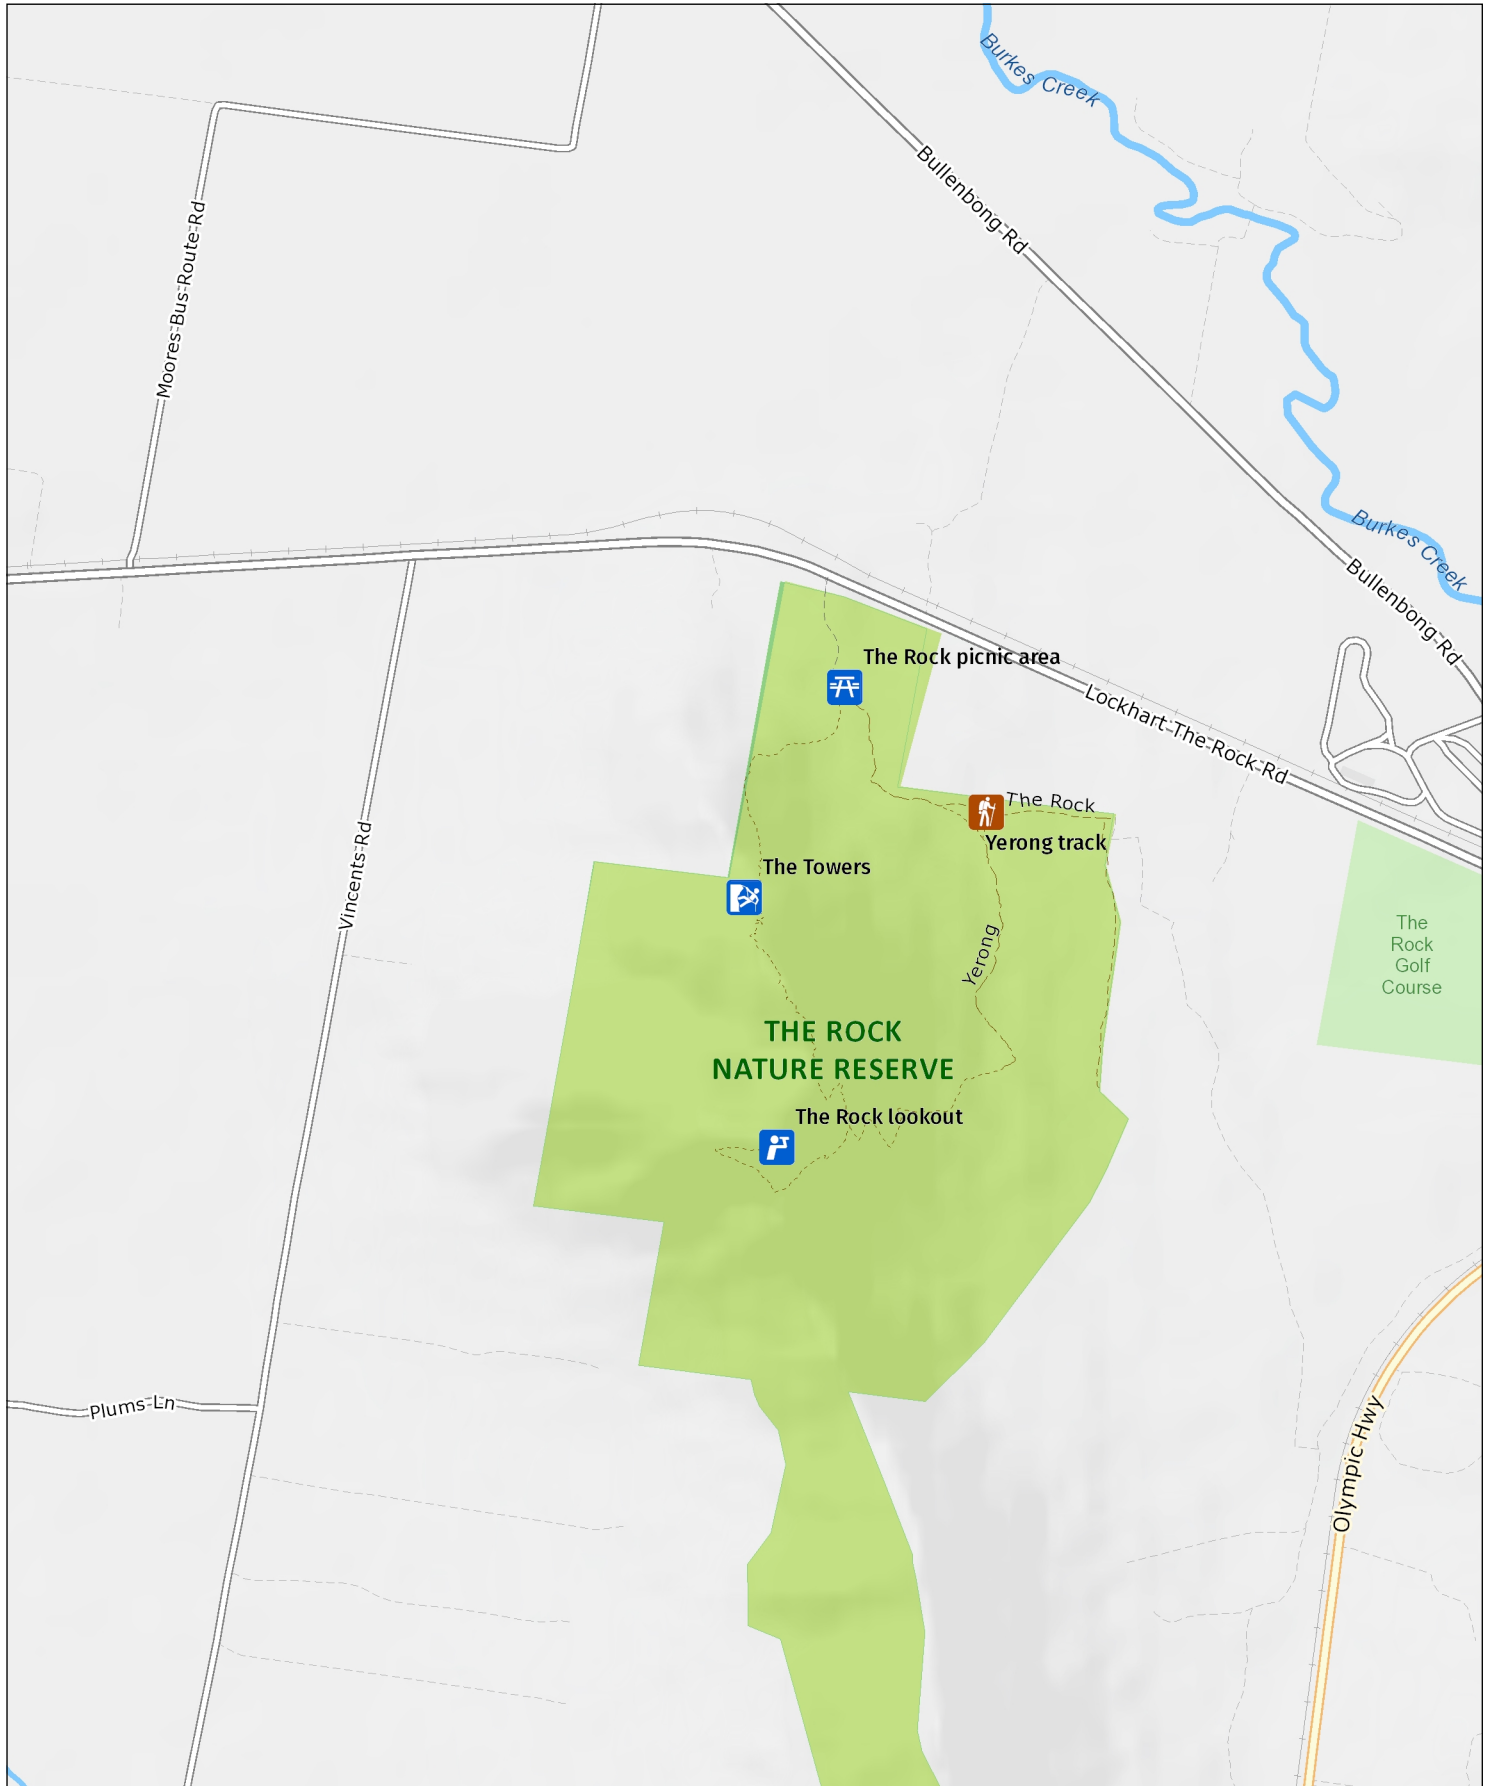 Burkes Creek
Bullenbong Rd
Moores Bus Route Rd
Burkes Creek
Bullenbong Rd
The Rock picnic area
Lockhart The Rock Rd
The Rock
Yerong track
Vincents Rd
The Towers
Yerong
The
Rock
Golf
Course
THE ROCK
NATURE RESERVE
The Rock lookout
Plums Ln
Olympic Hwy